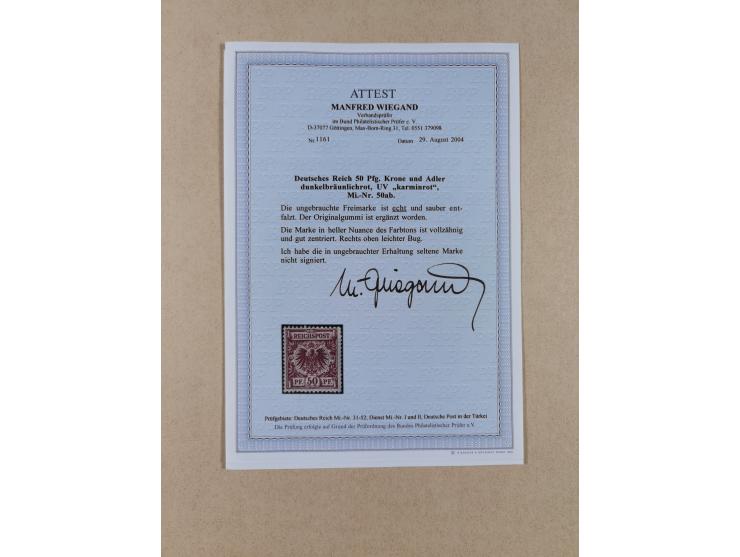 ATTEST
MANFRED WIEGAND
Verbandsprüfer
im Bund Philatelistischer Prüfer e. V.
D-37077 Göttingen, Max-Born-Ring 31, Tel. 0551 379098
Nr. 1161 Datum 29. August 2004
Deutsches Reich 50 Pfg. Krone und Adler
dunkelbräunlichrot, UV „karminrot“,
Mi.-Nr. 50ab.
Die ungebrauchte Freimarke ist echt und sauber ent-
falzt. Der Originalgummi ist ergänzt worden.
Die Marke in heller Nuance des Farbtons ist vollzähnig
und gut zentriert. Rechts oben leichter Bug.
Ich habe die in ungebrauchter Erhaltung seltene Marke
nicht signiert.
M. Wiegand
REICHSPOST
PF. 50 PF.
Prüfgebiete: Deutsches Reich Mi.-Nr. 31-52, Dienst Mi.-Nr. I und II, Deutsche Post in der Türkei
Die Prüfung erfolgte auf Grund der Prüfordnung des Bundes Philatelistischer Prüfer e.V.